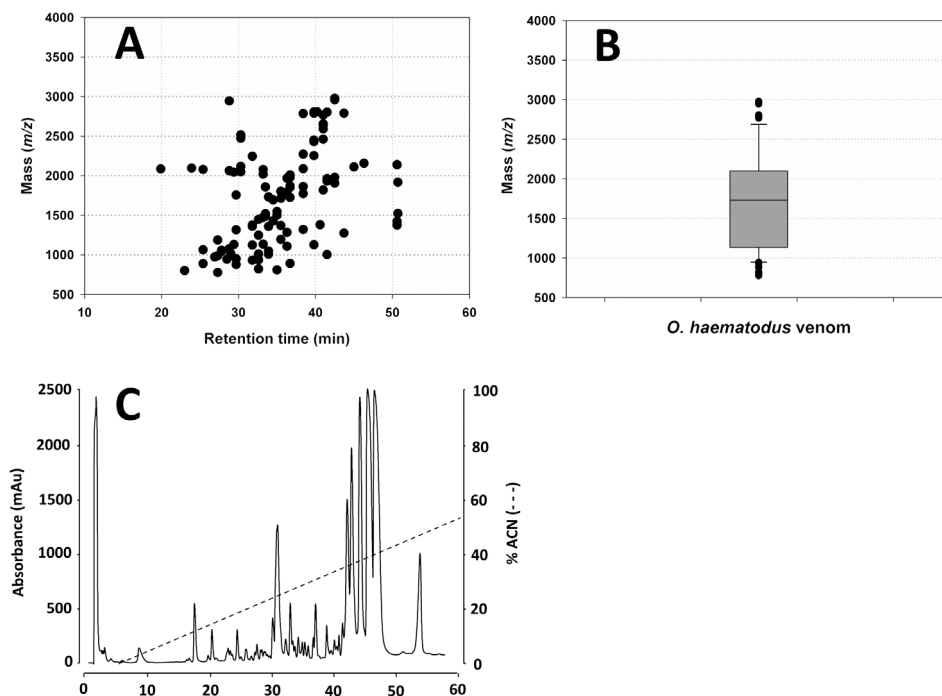 A
Mass (m/z)
4000
3500
3000
2500
2000
1500
1000
500
10 20 30 40 50 60
Retention time (min)
B
Mass (m/z)
4000
3500
3000
2500
2000
1500
1000
500
O. haematodus venom
C
Absorbance (mAu)
2500
2000
1500
1000
500
0
0 10 20 30 40 50 60
100
80
60
40
20
0
% ACN (- - -)